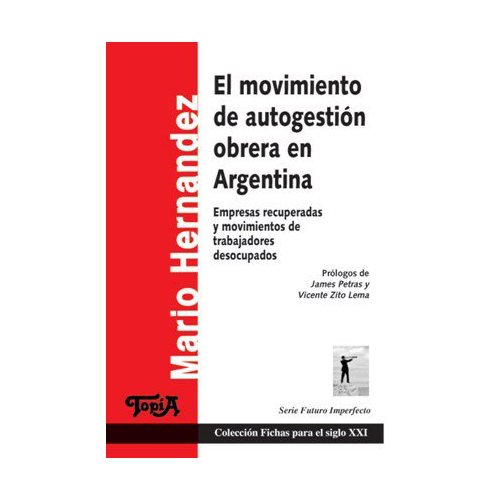 Mario Hernandez
El movimiento
de autogestión
obrera en
Argentina
Empresas recuperadas
y movimientos de
trabajadores
desocupados
Prólogos de
James Petras y
Vicente Zito Lema
Topía
Serie Futuro Imperfecto
Colección Fichas para el siglo XXI